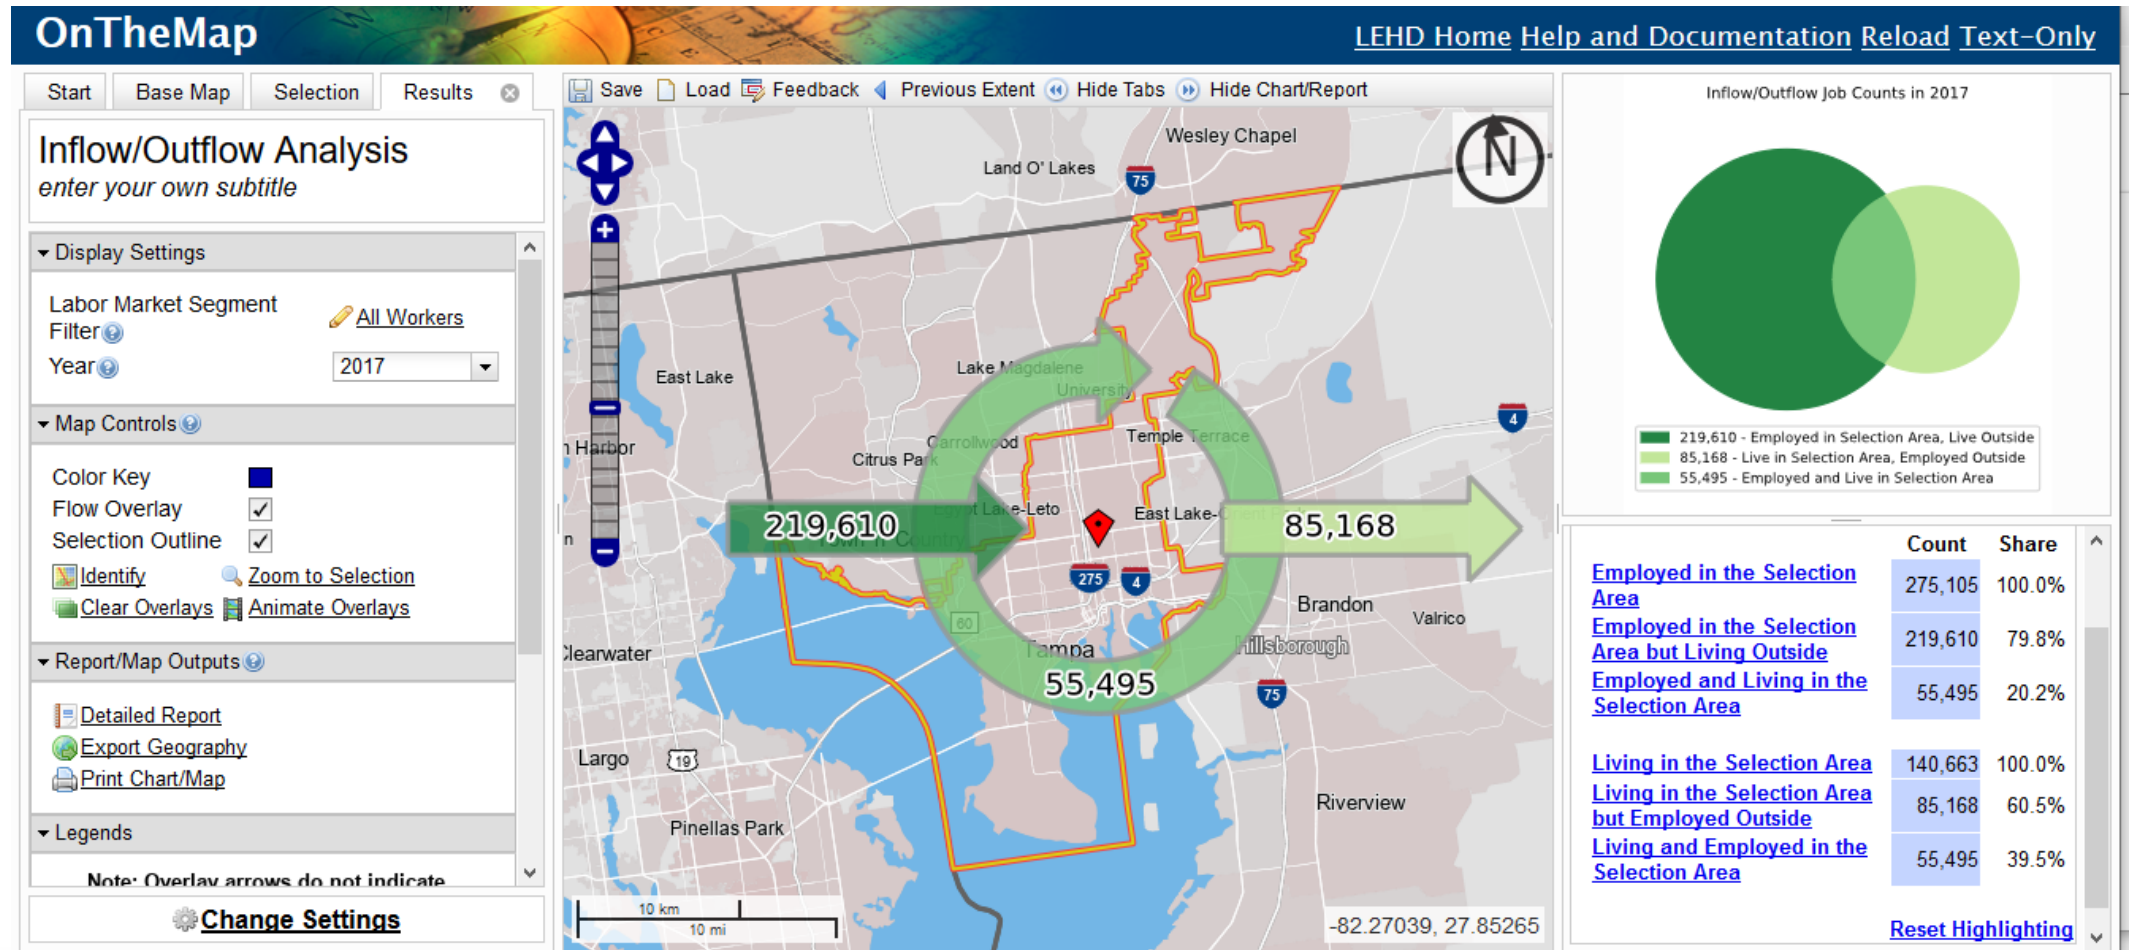 OnTheMap
LEHD Home Help and Documentation Reload Text-Only
Start Base Map Selection Results
Save Load Feedback Previous Extent Hide Tabs Hide Chart/Report
Inflow/Outflow Analysis
enter your own subtitle
Display Settings
Labor Market Segment
Filter
All Workers
Year
2017
Map Controls
Color Key
Flow Overlay
Selection Outline
Identify Zoom to Selection
Clear Overlays Animate Overlays
Report/Map Outputs
Detailed Report
Export Geography
Print Chart/Map
Legends
Note: Overlay arrows do not indicate
Change Settings
Wesley Chapel
Land O' Lakes
75
N
East Lake
Lake Magdalene
University
4
Harbor
Carrollwood
Citrus Park
Temple Terrace
Egypt Lake-Leto
East Lake-Orient Park
219,610
85,168
Town 'n' Country
275
4
60
Brandon
Valrico
Clearwater
Tampa
Hillsborough
55,495
75
Largo
19
Riverview
Pinellas Park
10 km
10 mi
-82.27039, 27.85265
Inflow/Outflow Job Counts in 2017
219,610 - Employed in Selection Area, Live Outside
85,168 - Live in Selection Area, Employed Outside
55,495 - Employed and Live in Selection Area
Count Share
Employed in the Selection
Area
275,105 100.0%
Employed in the Selection
Area but Living Outside
219,610 79.8%
Employed and Living in the
Selection Area
55,495 20.2%
Living in the Selection Area 140,663 100.0%
Living in the Selection Area
but Employed Outside
85,168 60.5%
Living and Employed in the
Selection Area
55,495 39.5%
Reset Highlighting